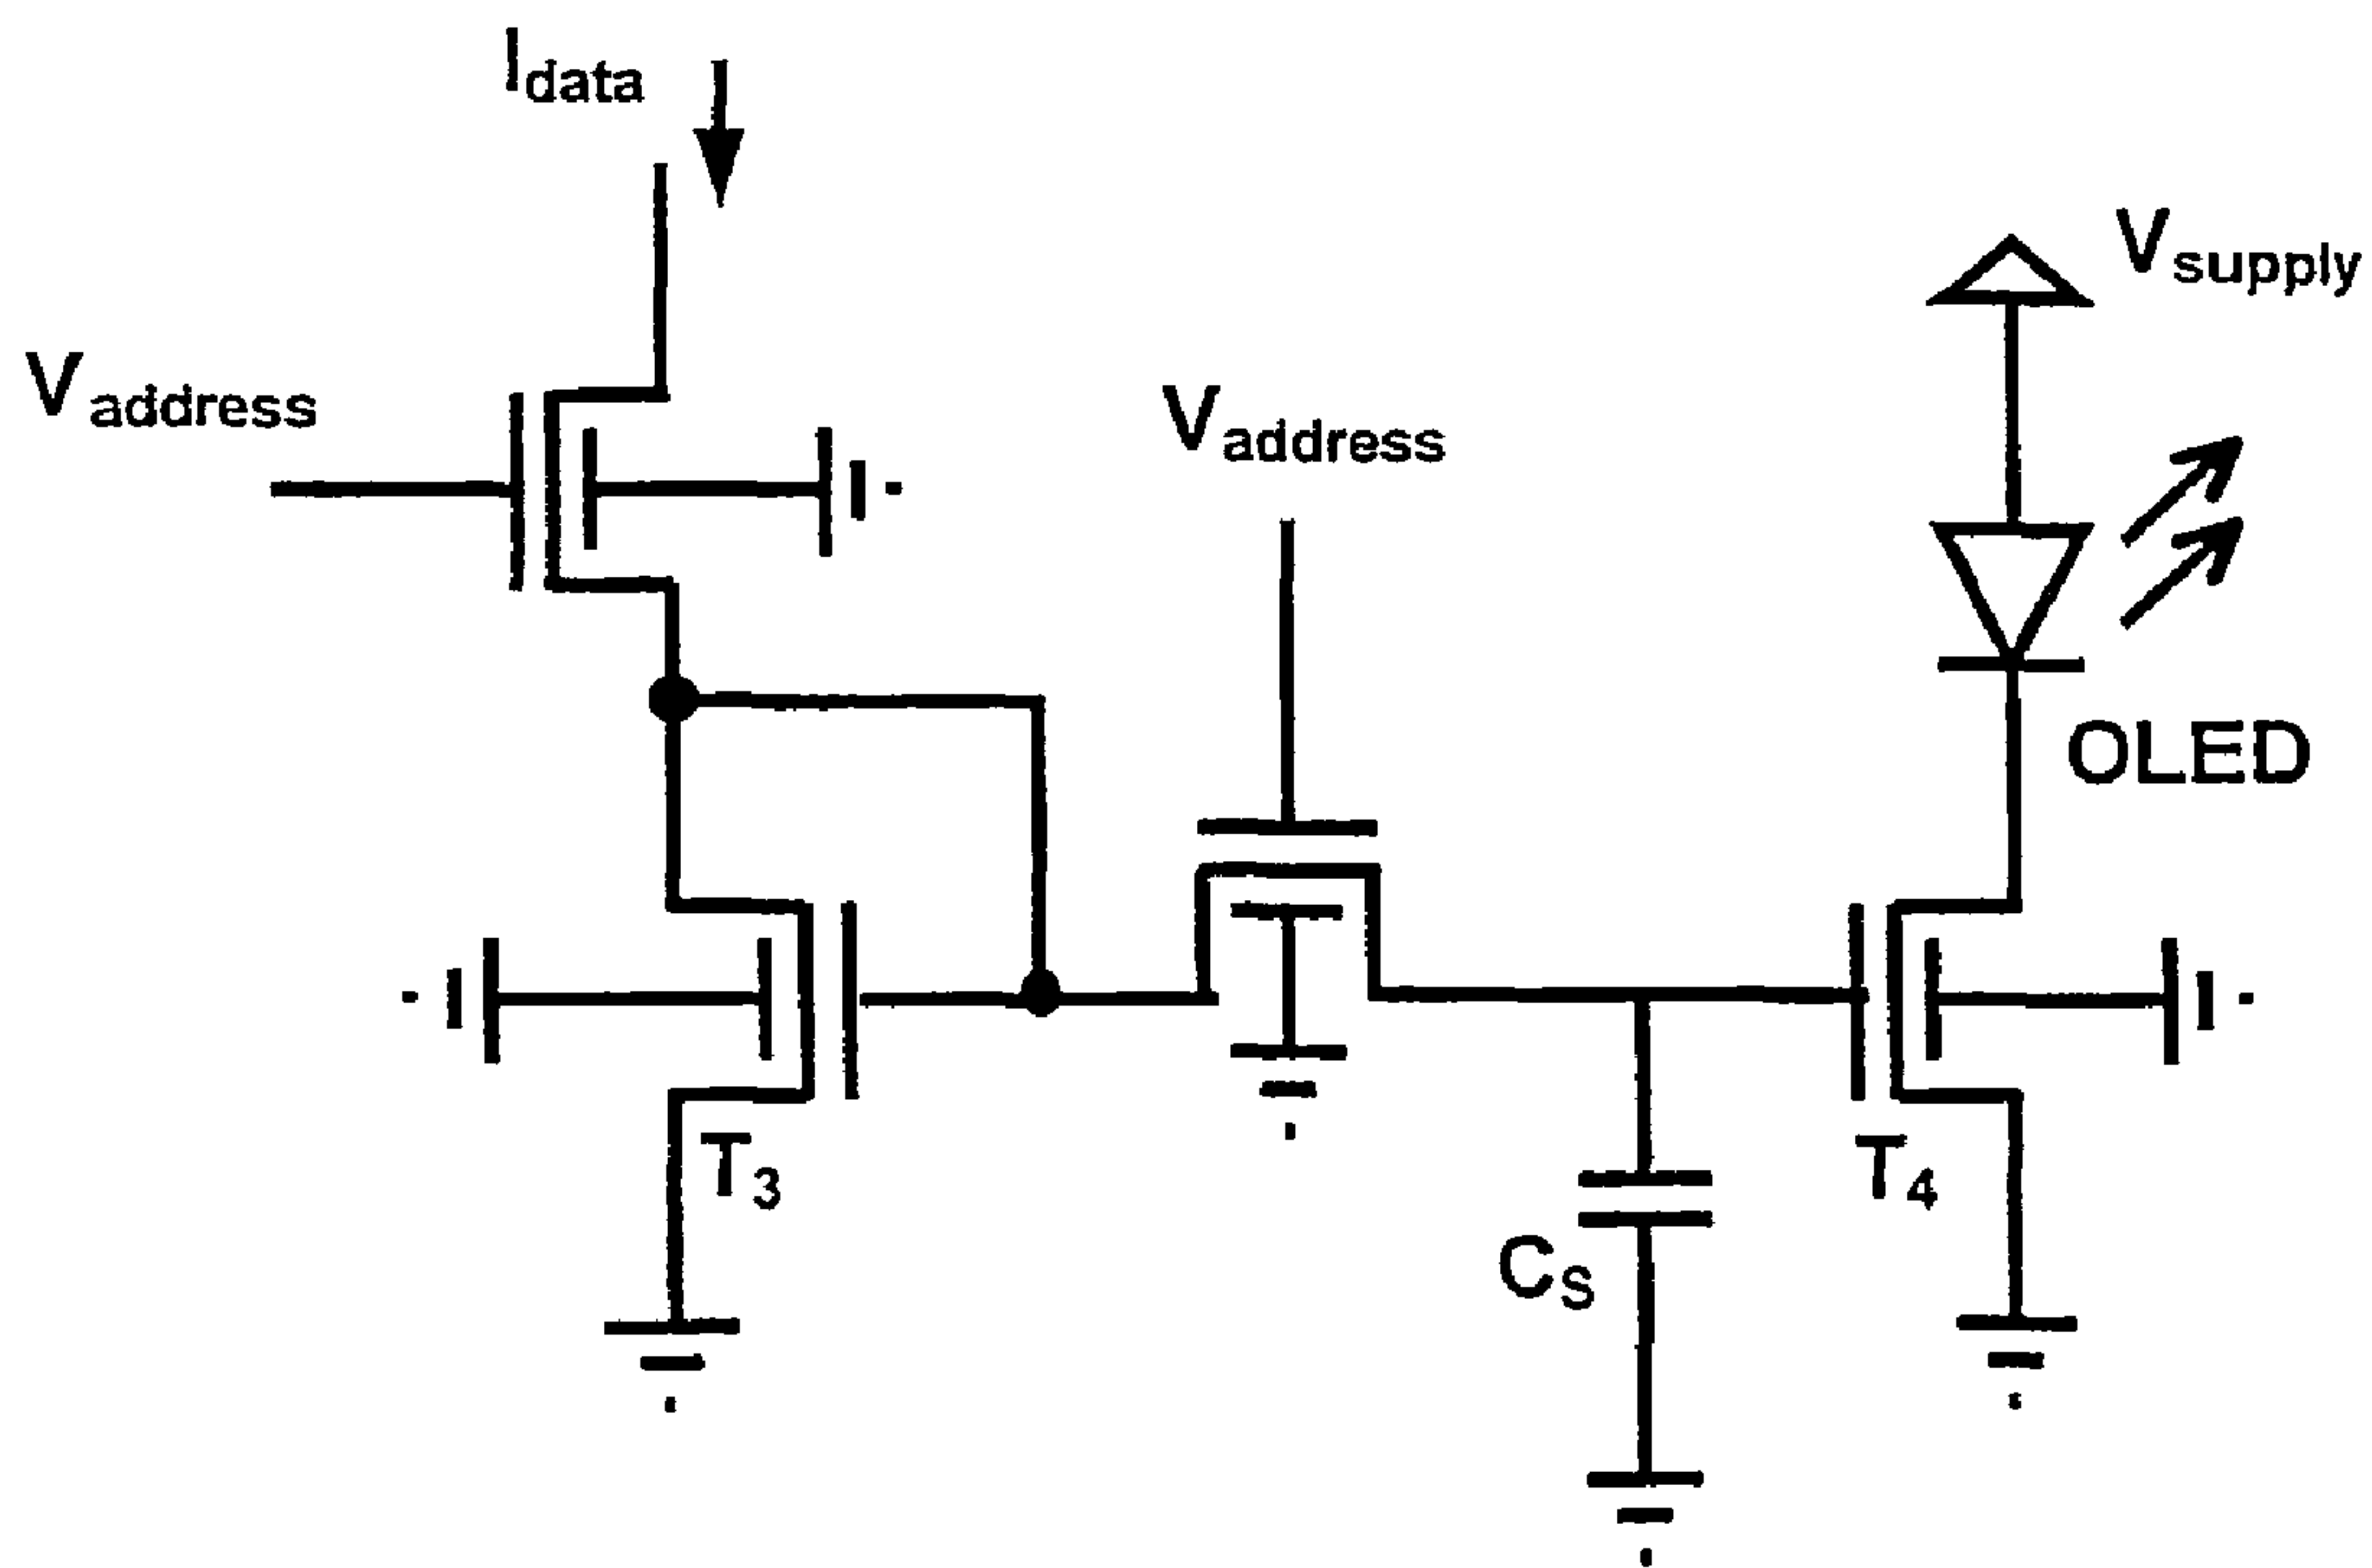 Idata
Vaddress
Vaddress
Vsupply
OLED
T3
T4
CS